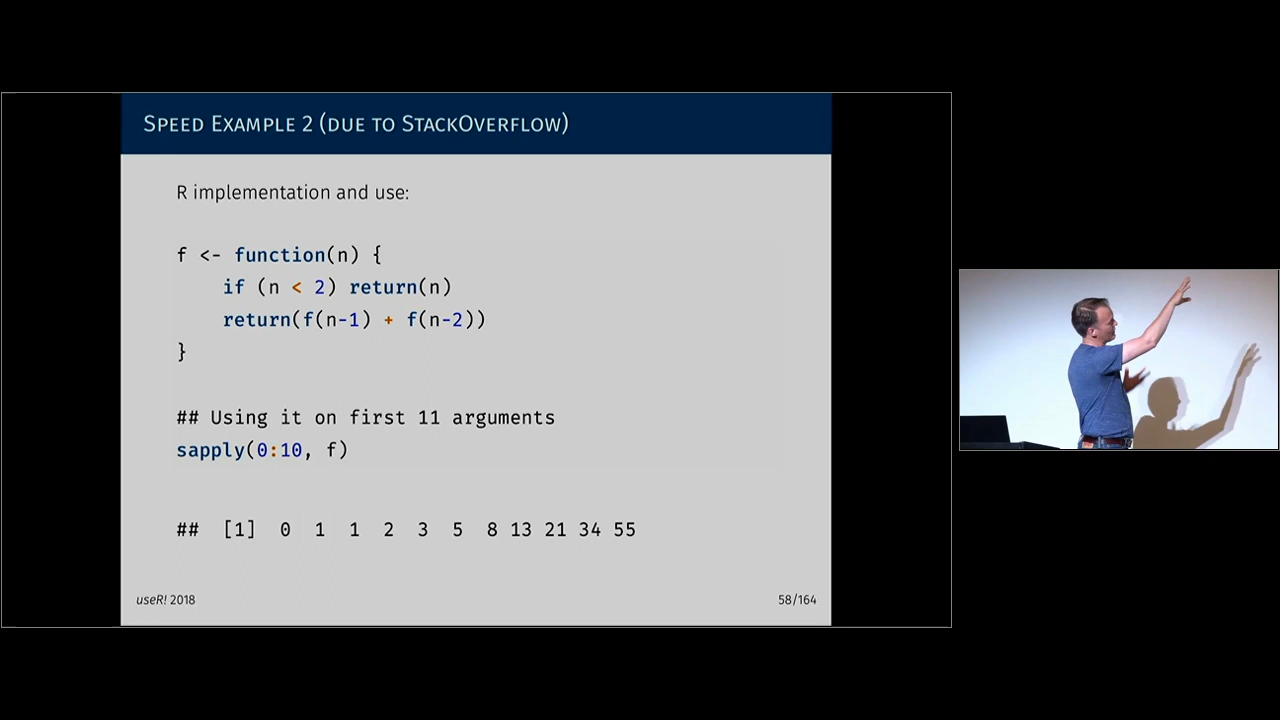 SPEED EXAMPLE 2 (DUE TO STACKOVERFLOW)
R implementation and use:
f <- function(n) {
    if (n < 2) return(n)
    return(f(n-1) + f(n-2))
}
## Using it on first 11 arguments
sapply(0:10, f)
##  [1]  0  1  1  2  3  5  8 13 21 34 55
useR! 2018
58/164